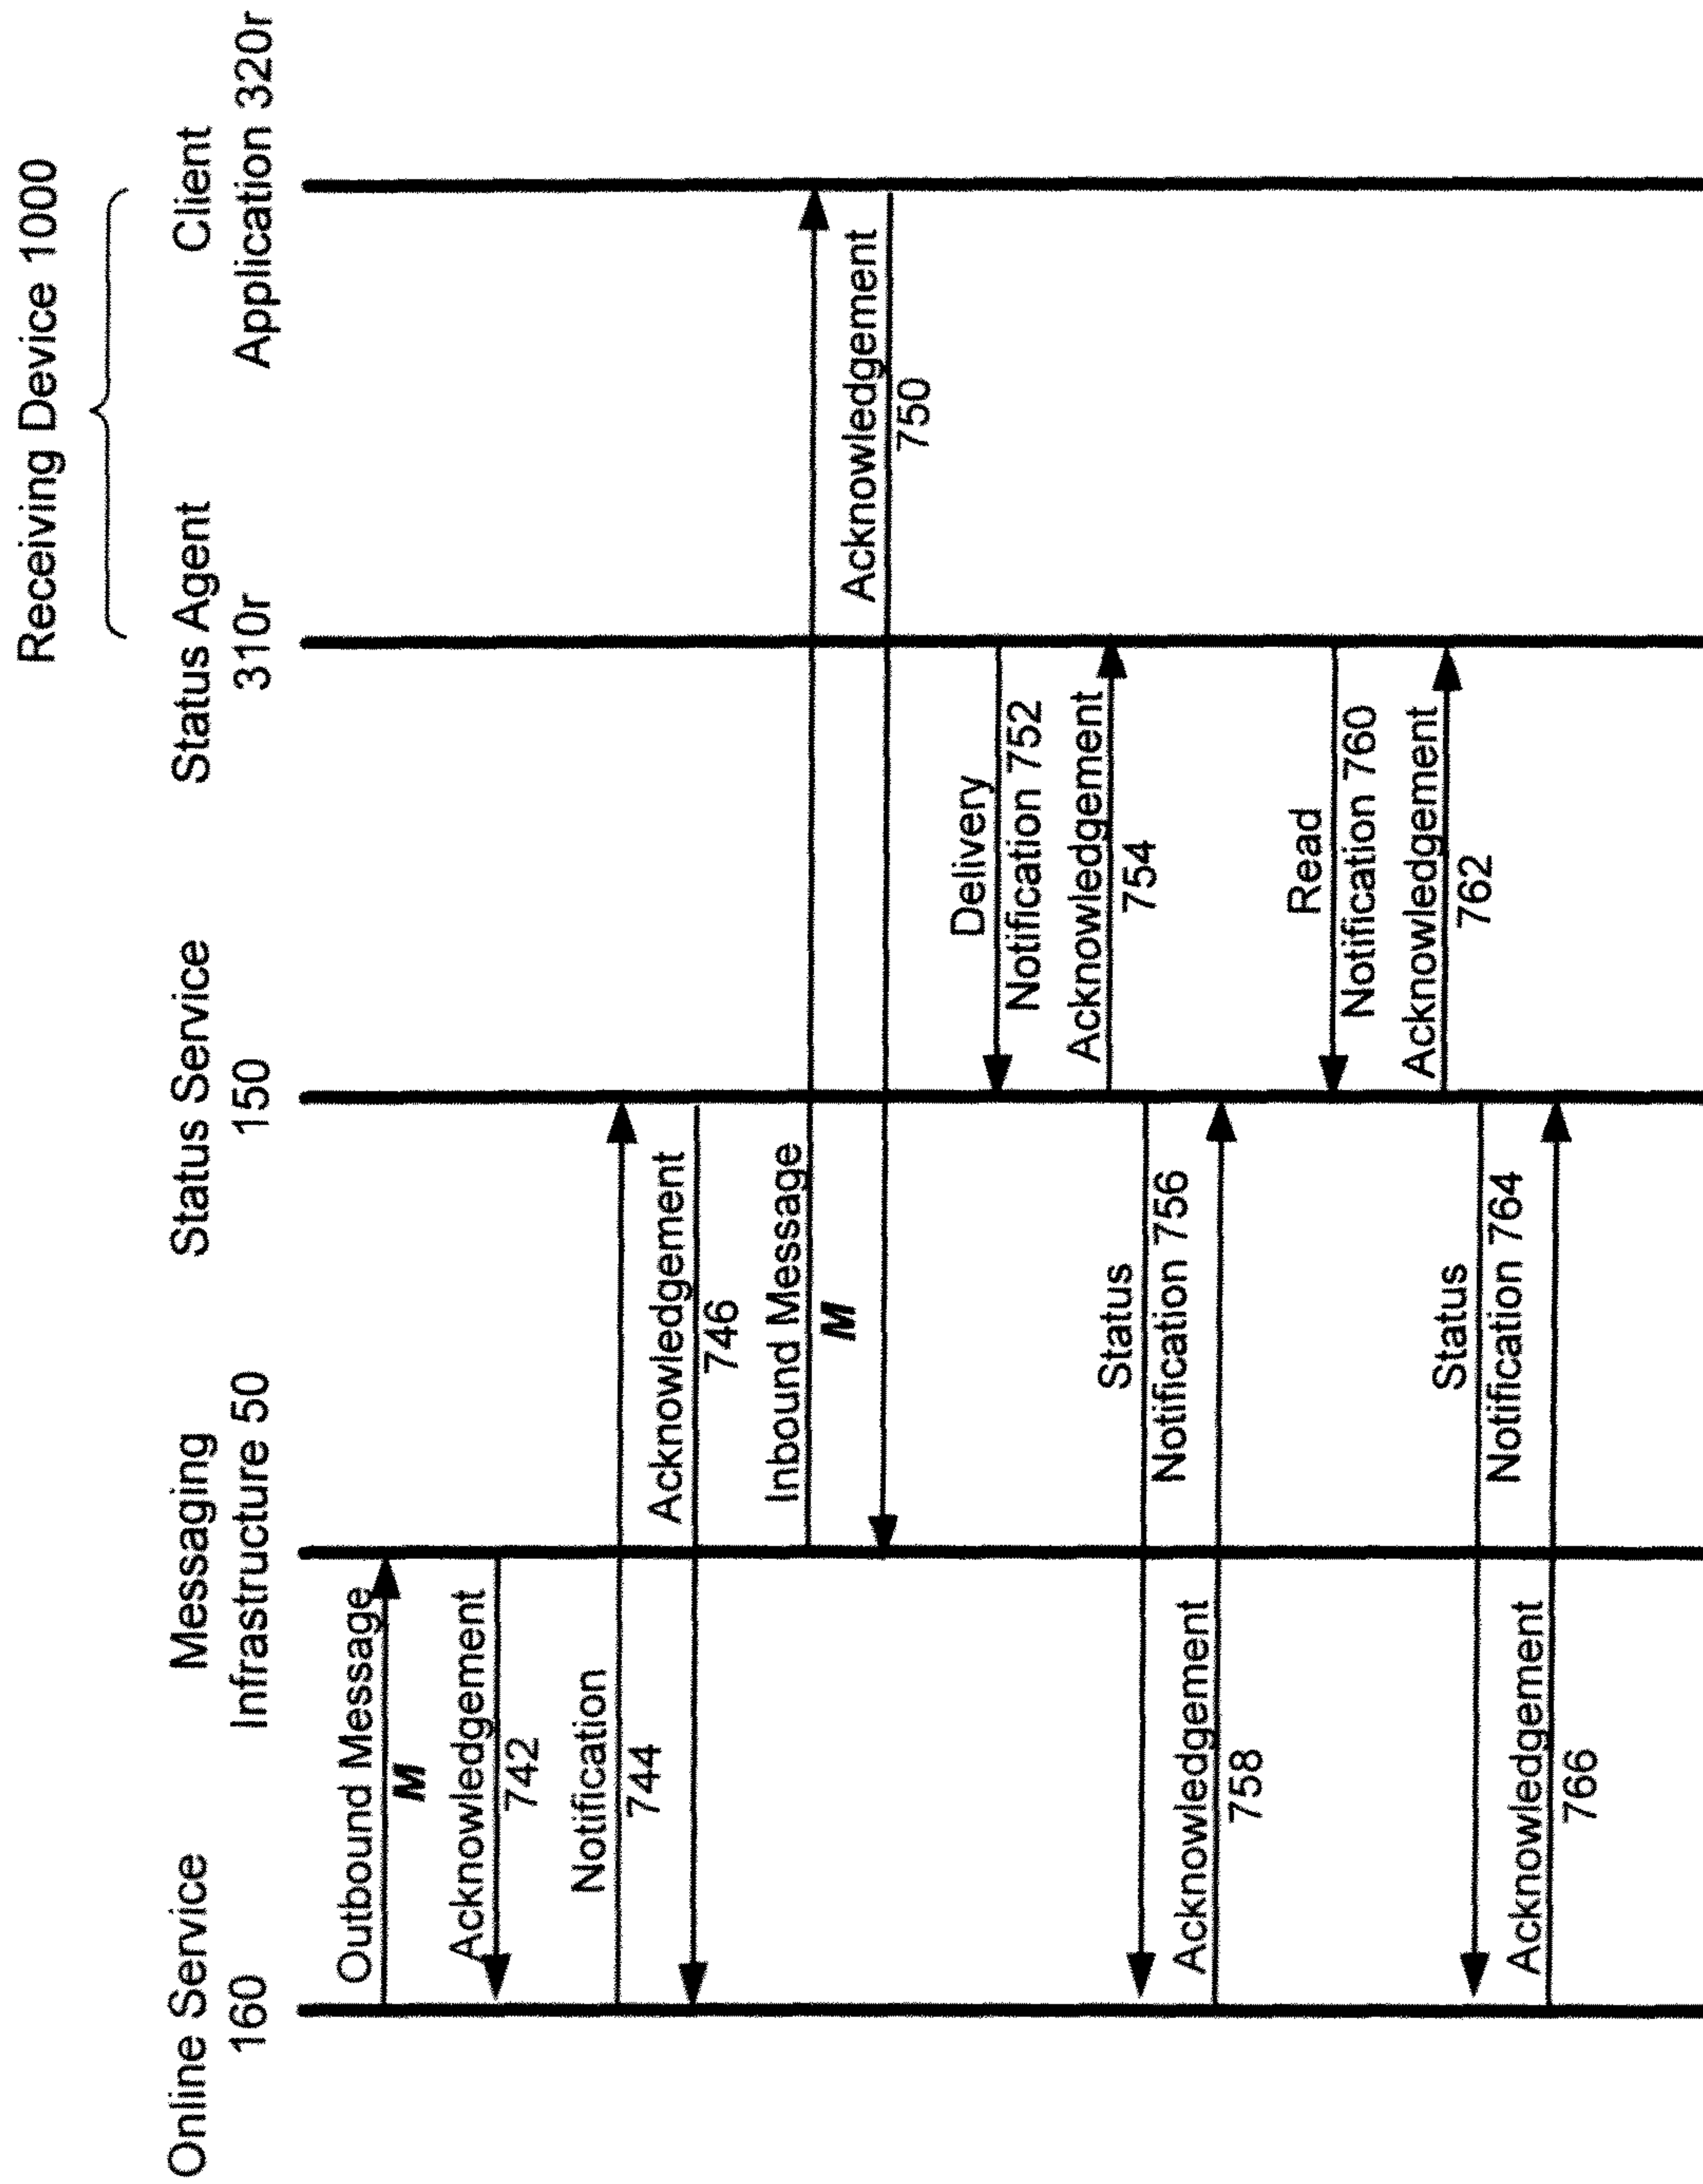 Receiving Device 1000
Online Service
160
Messaging
Infrastructure 50
Status Service
150
Status Agent
310r
Client
Application 320r
Outbound Message
M
Acknowledgement
742
Notification
744
Acknowledgement
746
Inbound Message
M
Acknowledgement
750
Delivery
Notification 752
Acknowledgement
754
Status
Notification 756
Acknowledgement
758
Read
Notification 760
Acknowledgement
762
Status
Notification 764
Acknowledgement
766